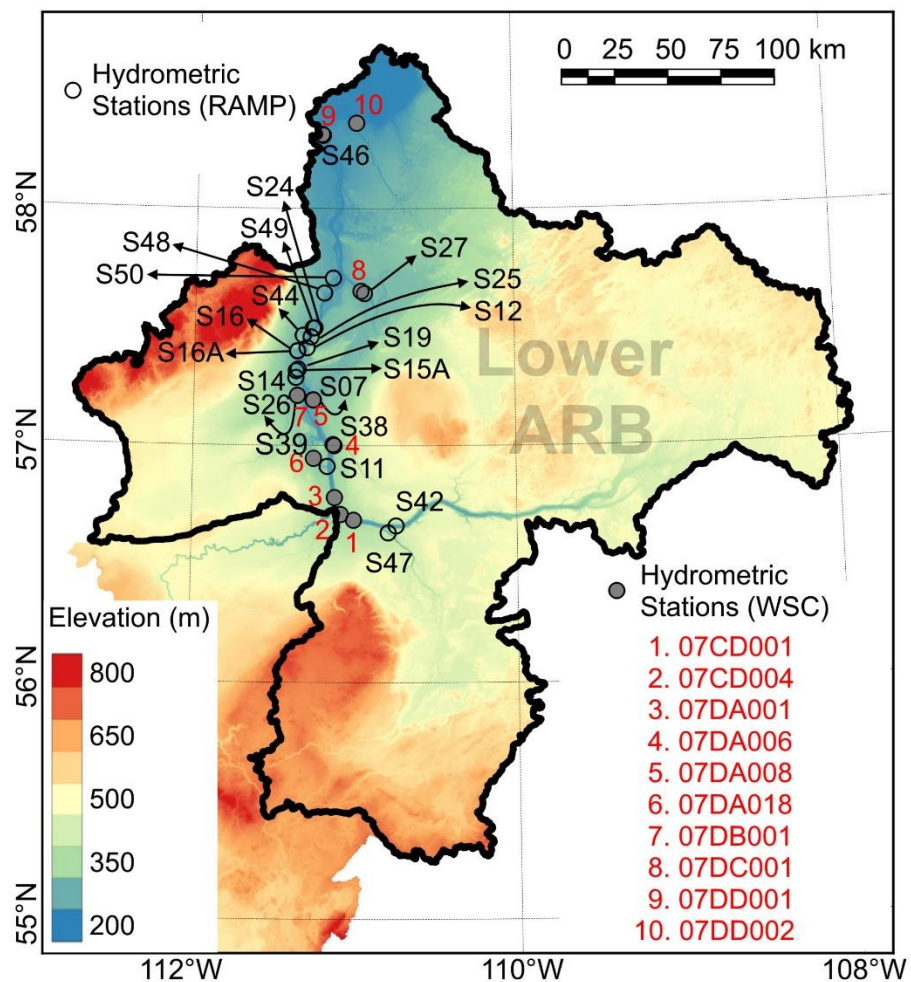 Hydrometric
Stations (RAMP)
0 25 50 75 100 km
9 10
S46
S24
S49
S48
S50
8 S27
S44
S25
S16
S12
S16A
S19
S15A
S14
S07
S26
7 5
S38
S39
4
6
S11
3
S42
2 1
S47
Lower
ARB
58°N
57°N
56°N
55°N
Elevation (m)
800
650
500
350
200
Hydrometric
Stations (WSC)
1. 07CD001
2. 07CD004
3. 07DA001
4. 07DA006
5. 07DA008
6. 07DA018
7. 07DB001
8. 07DC001
9. 07DD001
10. 07DD002
112°W 110°W 108°W